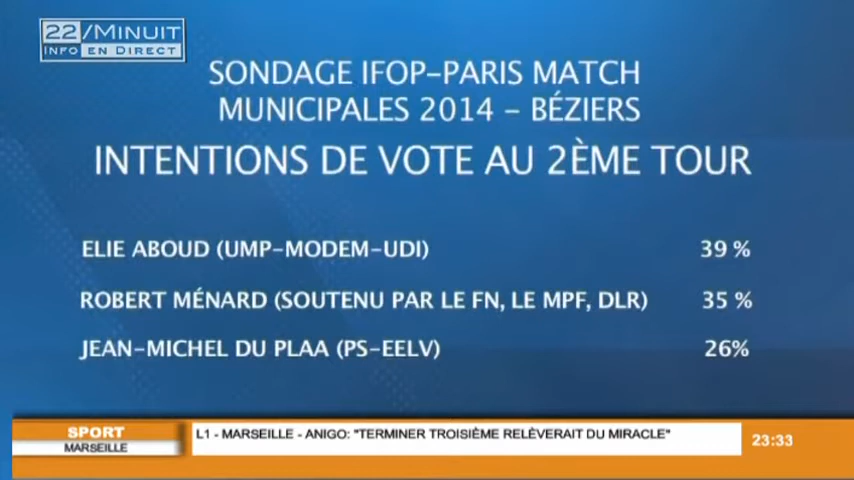 22/MINUIT
INFO EN DIRECT
SONDAGE IFOP-PARIS MATCH
MUNICIPALES 2014 - BÉZIERS
INTENTIONS DE VOTE AU 2ÈME TOUR
ELIE ABOUD (UMP-MODEM-UDI) 39 %
ROBERT MÉNARD (SOUTENU PAR LE FN, LE MPF, DLR) 35 %
JEAN-MICHEL DU PLAA (PS-EELV) 26%
SPORT
MARSEILLE
L1 - MARSEILLE - ANIGO: "TERMINER TROISIÈME RELÈVERAIT DU MIRACLE"
23:33